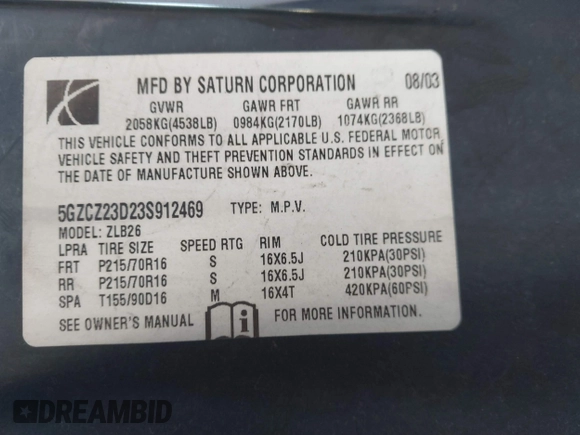 MFD BY SATURN CORPORATION 08/03
GVWR GAWR FRT GAWR RR
2058KG(4538LB) 0984KG(2170LB) 1074KG(2368LB)
THIS VEHICLE CONFORMS TO ALL APPLICABLE U.S. FEDERAL MOTOR
VEHICLE SAFETY AND THEFT PREVENTION STANDARDS IN EFFECT ON
THE DATE OF MANUFACTURE SHOWN ABOVE.
5GZCZ23D23S912469 TYPE: M.P.V.
MODEL: ZLB26
LPRA TIRE SIZE SPEED RTG RIM COLD TIRE PRESSURE
FRT P215/70R16 S 16X6.5J 210KPA(30PSI)
RR P215/70R16 S 16X6.5J 210KPA(30PSI)
SPA T155/90D16 M 16X4T 420KPA(60PSI)
SEE OWNER'S MANUAL i FOR MORE INFORMATION.
DREAMBID